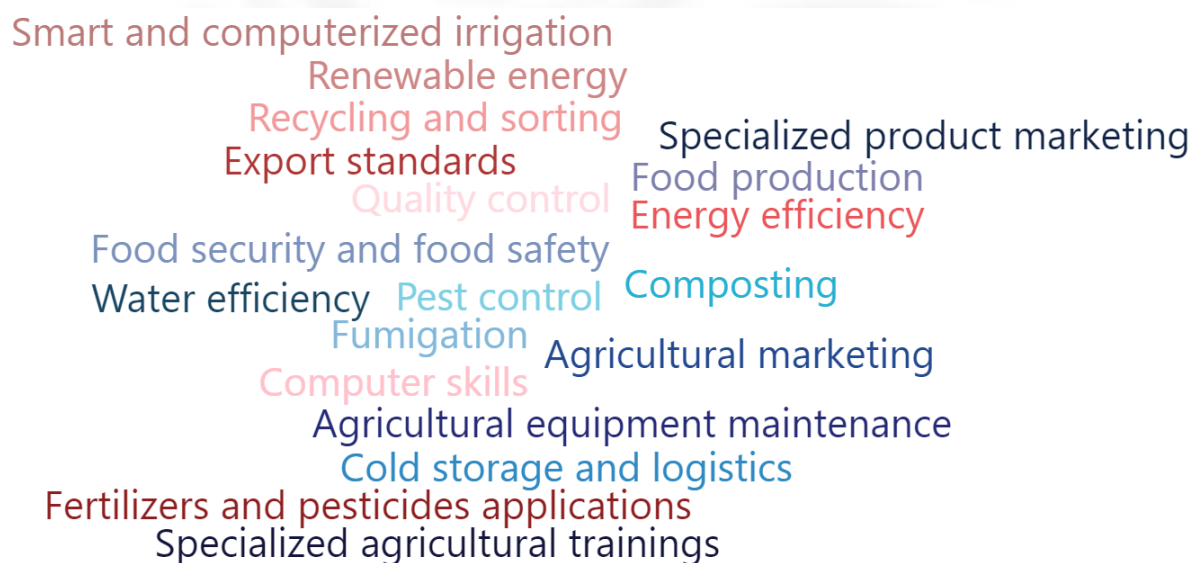 Smart and computerized irrigation
Renewable energy
Recycling and sorting
Specialized product marketing
Export standards
Food production
Quality control
Energy efficiency
Food security and food safety
Composting
Water efficiency
Pest control
Fumigation
Agricultural marketing
Computer skills
Agricultural equipment maintenance
Cold storage and logistics
Fertilizers and pesticides applications
Specialized agricultural trainings